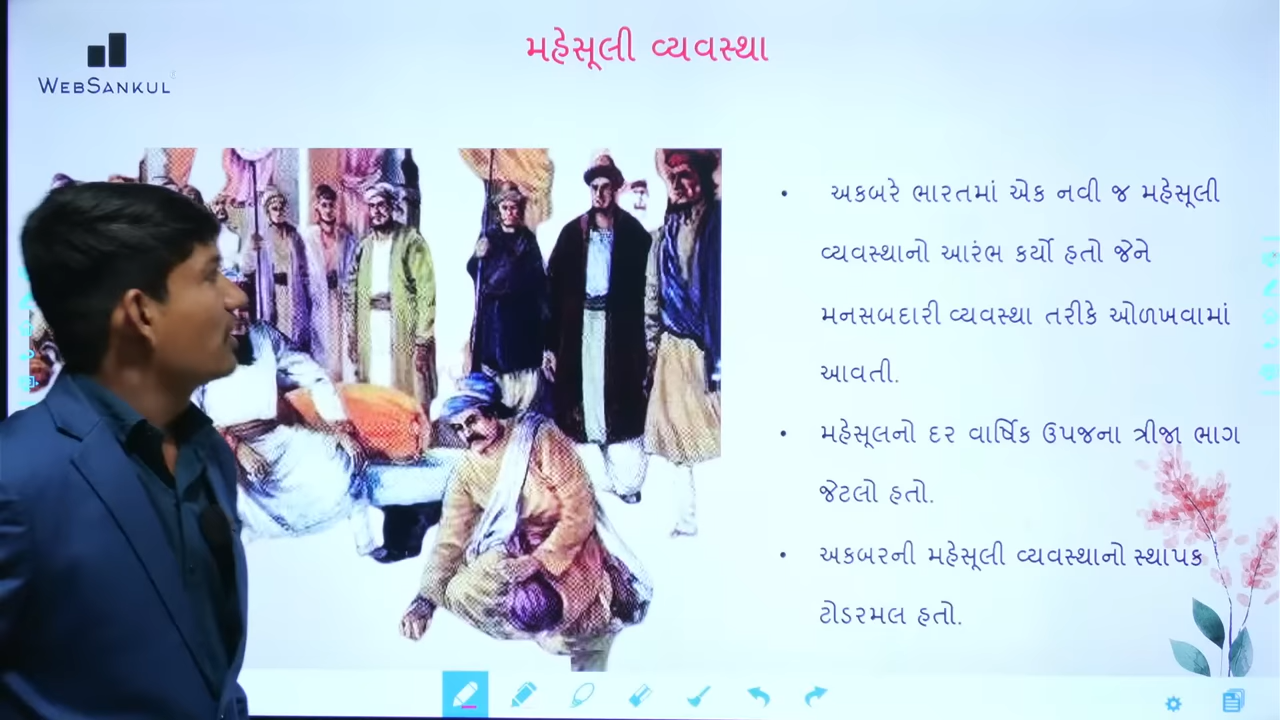 મહેસૂલી વ્યવસ્થા
WEBSANKUL
• અકબરે ભારતમાં એક નવી જ મહેસૂલી
વ્યવસ્થાનો આરંભ કર્યો હતો જેને
મનસબદારી વ્યવસ્થા તરીકે ઓળખવામાં
આવતી.
• મહેસૂલનો દર વાર્ષિક ઉપજના ત્રીજા ભાગ
જેટલો હતો.
• અકબરની મહેસૂલી વ્યવસ્થાનો સ્થાપક
ટોડરમલ હતો.